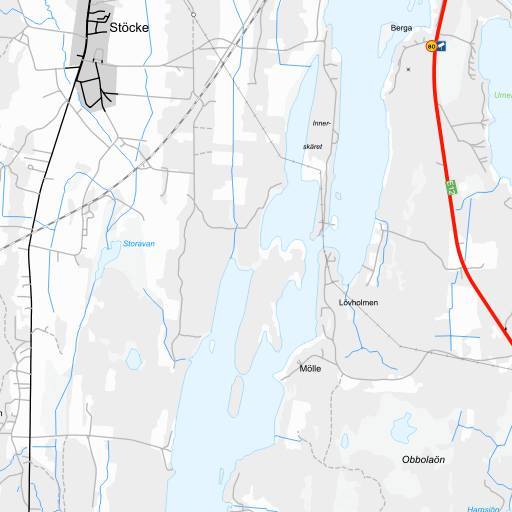 Stöcke
Berga
80
Inner-
skäret
E12
Storavan
Lövholmen
Mölle
Obbolaön